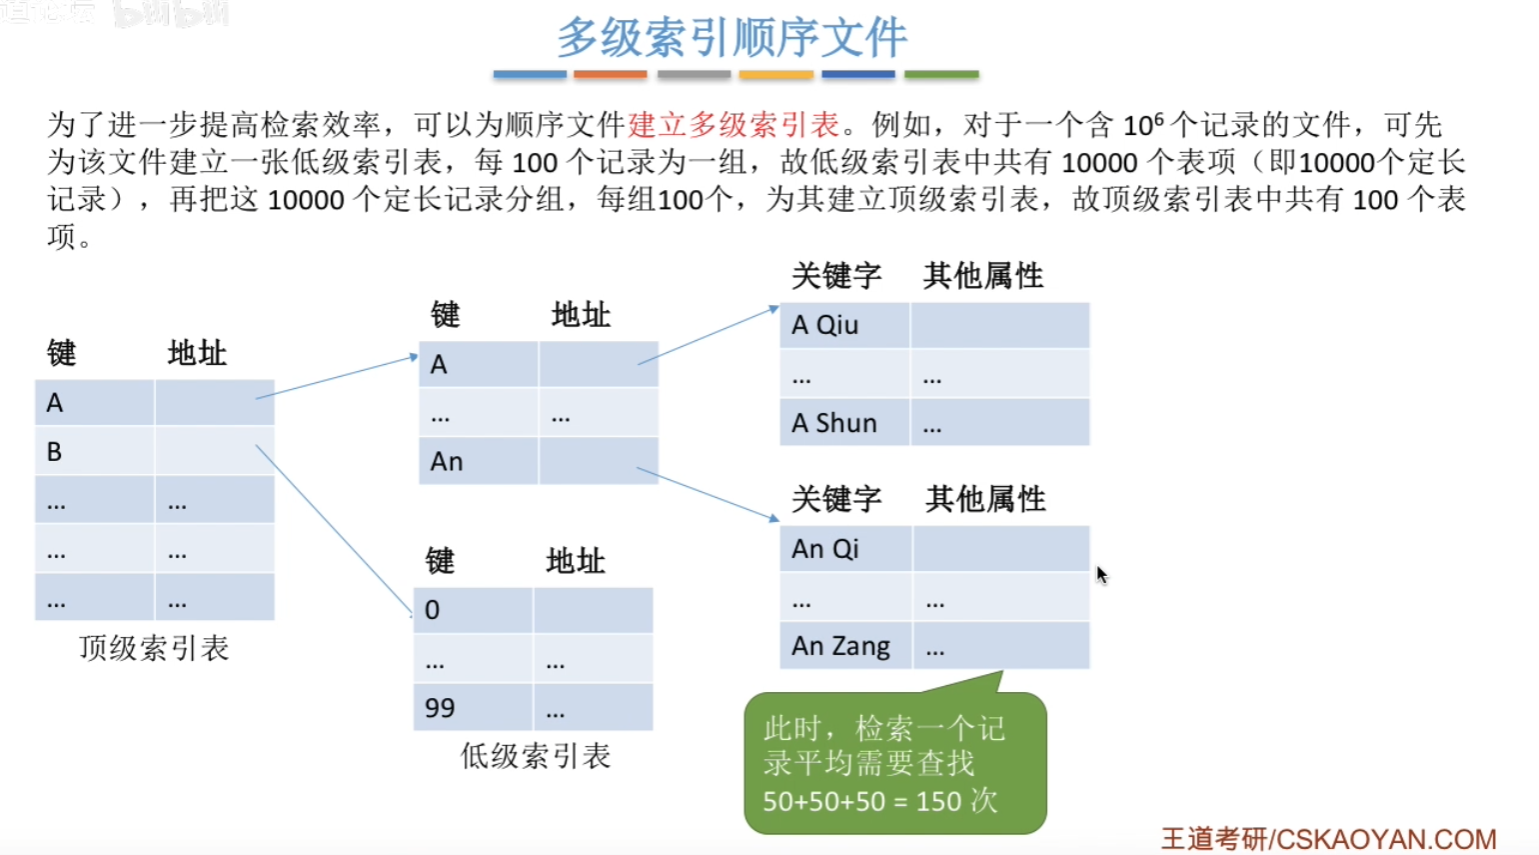 多级索引顺序文件
为了进一步提高检索效率，可以为顺序文件建立多级索引表。例如，对于一个含 10⁶ 个记录的文件，可先
为该文件建立一张低级索引表，每 100 个记录为一组，故低级索引表中共有 10000 个表项（即10000个定长
记录），再把这 10000 个定长记录分组，每组100个，为其建立顶级索引表，故顶级索引表中共有 100 个表
项。
键 地址
A
B
... ...
... ...
... ...
顶级索引表
键 地址
A
... ...
An
键 地址
0
... ...
99 ...
低级索引表
关键字 其他属性
A Qiu
... ...
A Shun ...
关键字 其他属性
An Qi
... ...
An Zang ...
此时，检索一个记
录平均需要查找
50+50+50 = 150 次
王道考研/CSKAOYAN.COM